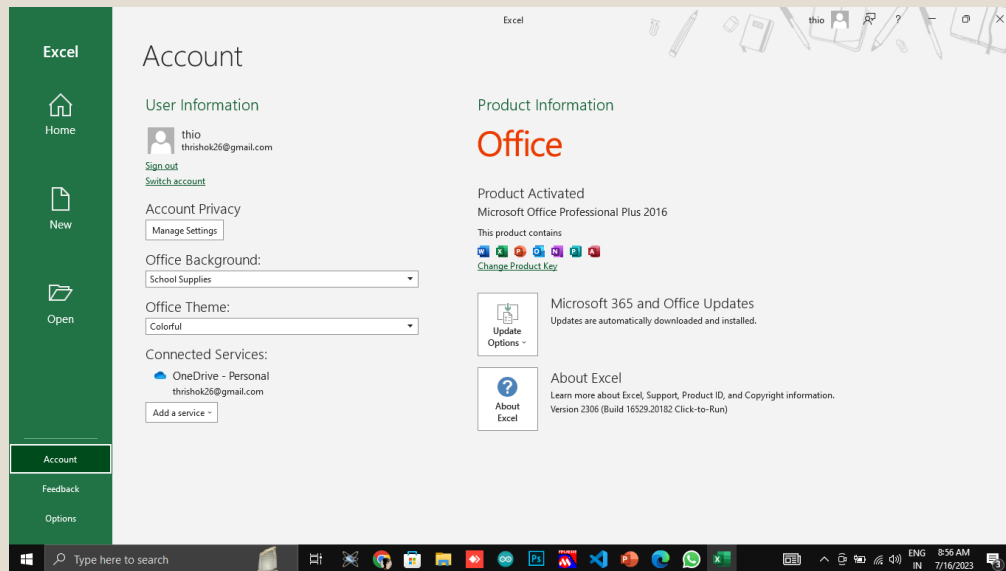 Excel
thio
?
Excel
Home
New
Open
Account
Feedback
Options
Account
User Information
thio
thrishok26@gmail.com
Sign out
Switch account
Account Privacy
Manage Settings
Office Background:
School Supplies
Office Theme:
Colorful
Connected Services:
OneDrive - Personal
thrishok26@gmail.com
Add a service
Product Information
Office
Product Activated
Microsoft Office Professional Plus 2016
This product contains
Change Product Key
Update
Options
Microsoft 365 and Office Updates
Updates are automatically downloaded and installed.
?
About
Excel
About Excel
Learn more about Excel, Support, Product ID, and Copyright information.
Version 2306 (Build 16529.20182 Click-to-Run)
Type here to search
Ps
ENG
IN
8:56 AM
7/16/2023